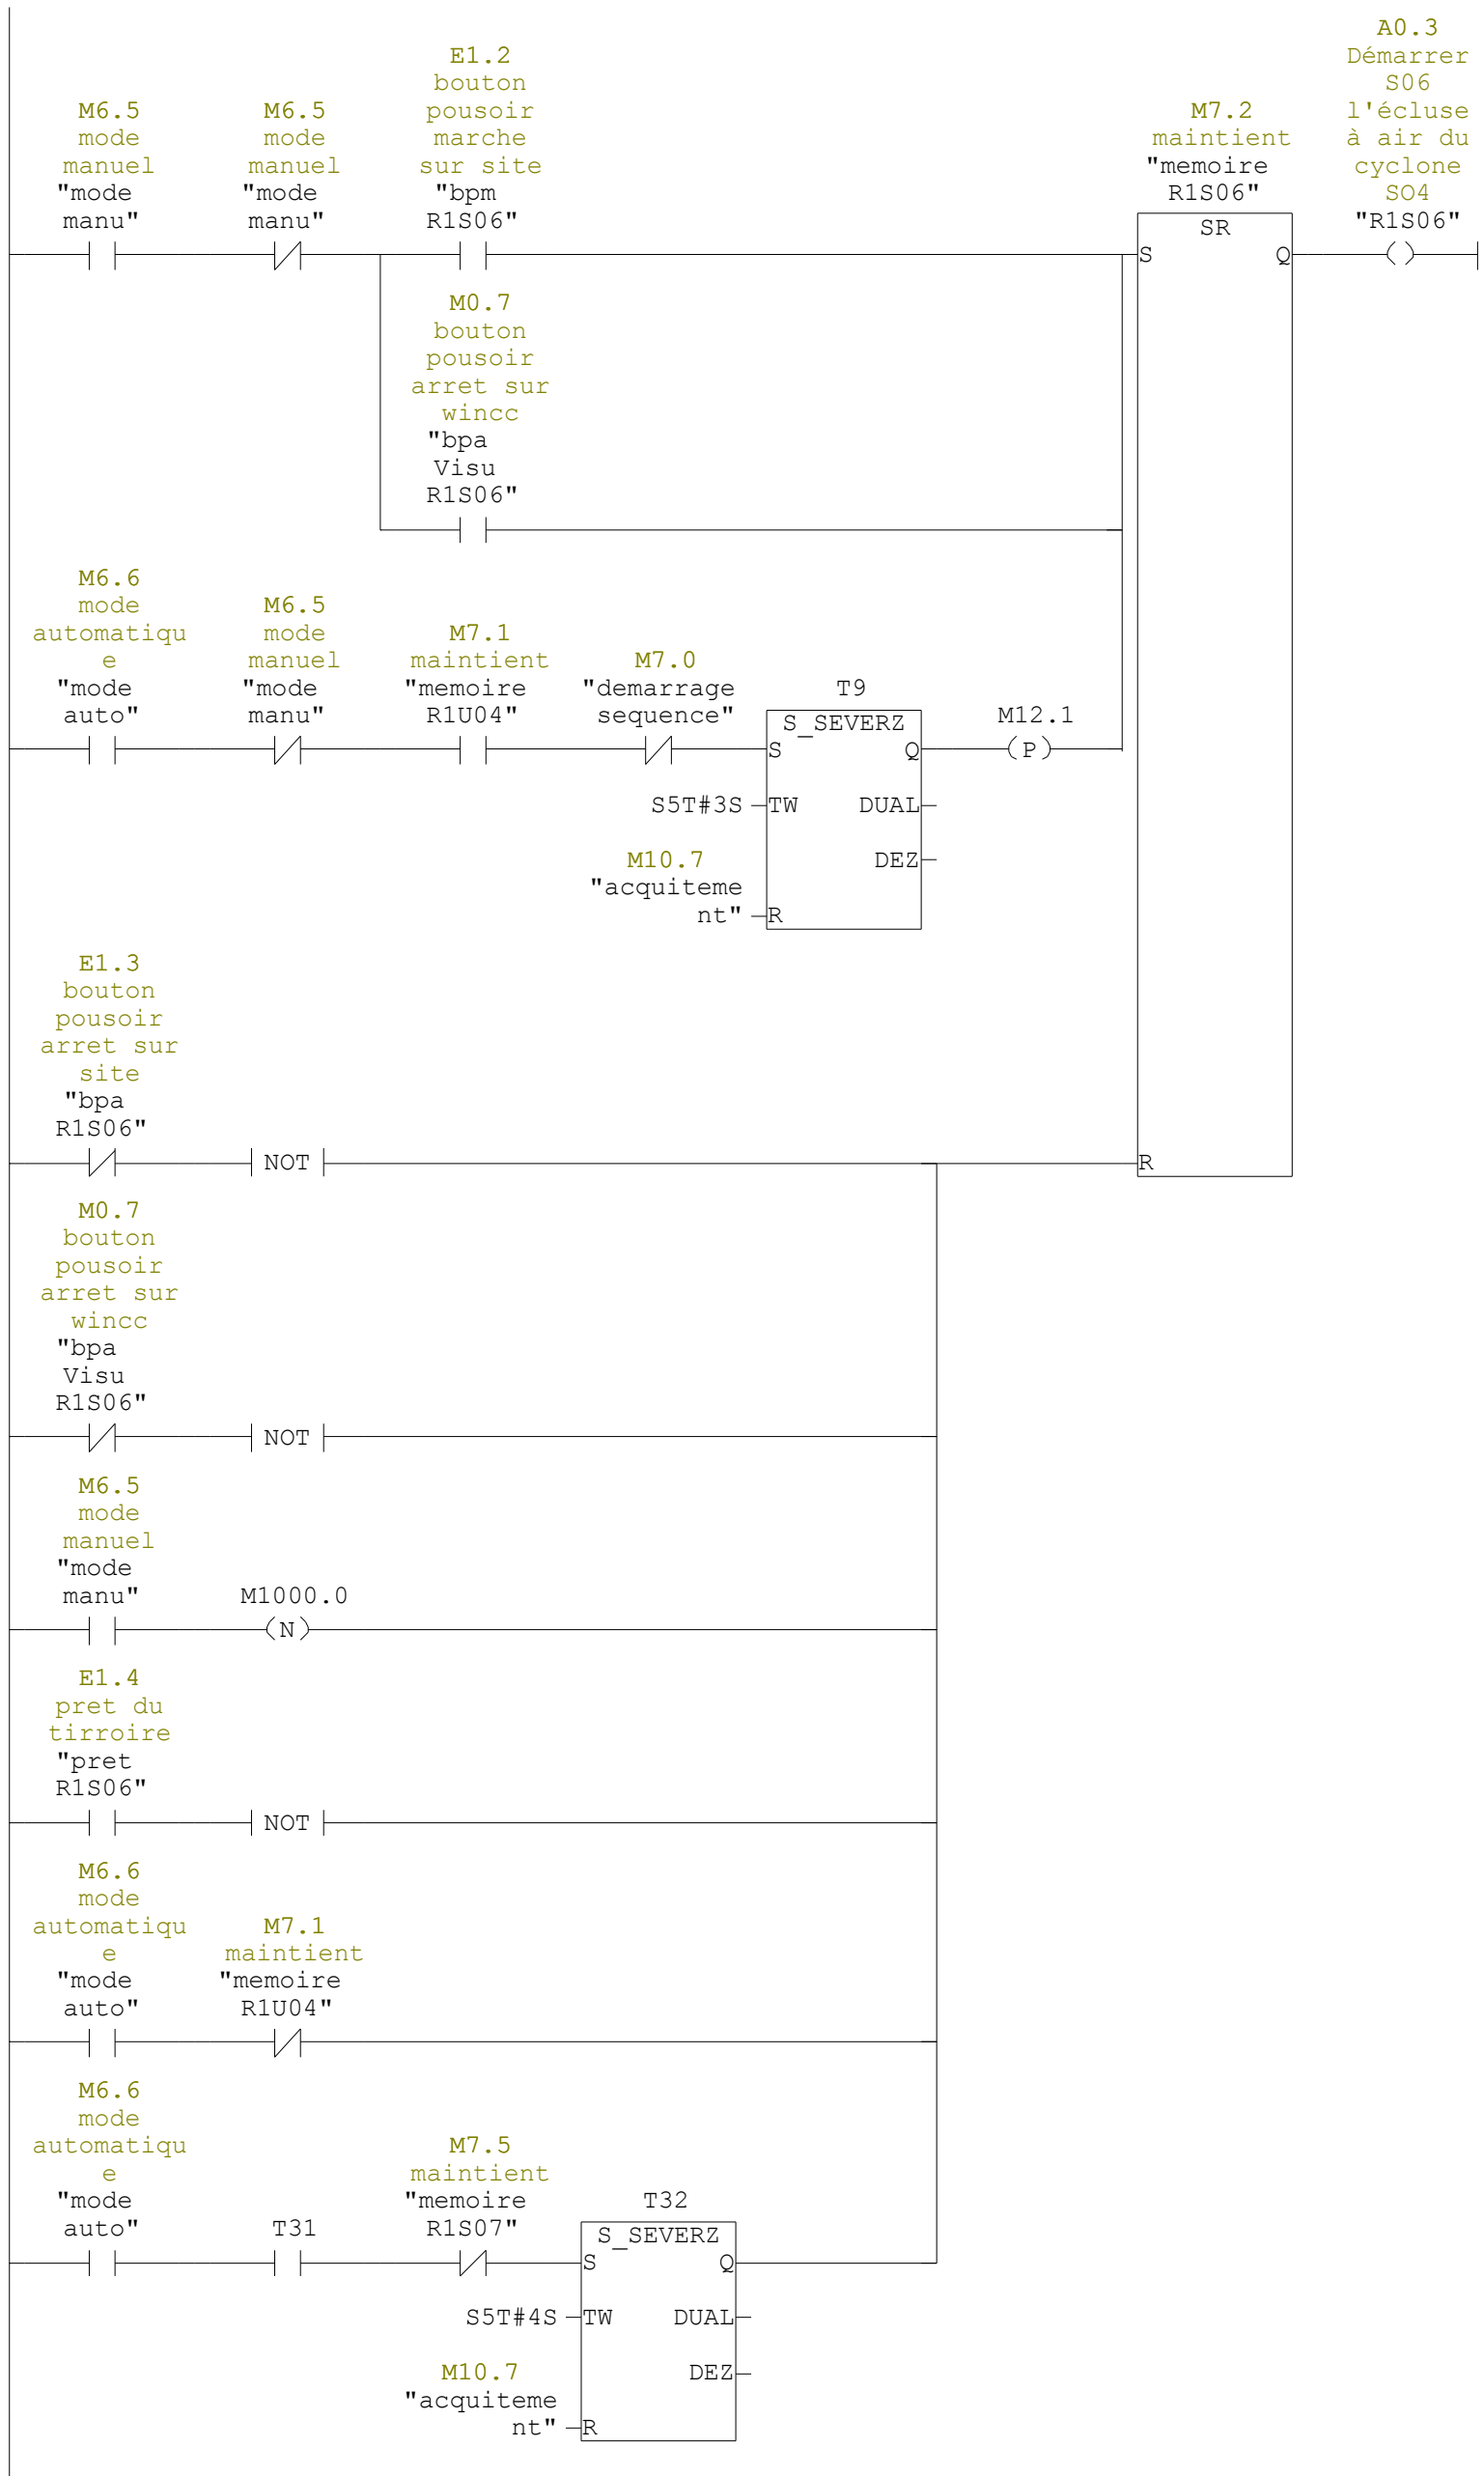 A0.3
Démarrer
S06
l'écluse
à air du
cyclone
SO4
"R1S06"
E1.2
bouton
pousoir
marche
sur site
"bpm
R1S06"
M6.5
mode
manuel
"mode
manu"
M6.5
mode
manuel
"mode
manu"
M7.2
maintient
"memoire
R1S06"
SR
S
Q
M0.7
bouton
pousoir
arret sur
wincc
"bpa
Visu
R1S06"
M6.6
mode
automatiqu
e
"mode
auto"
M6.5
mode
manuel
"mode
manu"
M7.1
maintient
"memoire
R1U04"
M7.0
"demarrage
sequence"
T9
S_SEVERZ
S
Q
M12.1
P
S5T#3S
TW
DUAL
M10.7
"acquiteme
nt"
DEZ
R
E1.3
bouton
pousoir
arret sur
site
"bpa
R1S06"
NOT
R
M0.7
bouton
pousoir
arret sur
wincc
"bpa
Visu
R1S06"
NOT
M6.5
mode
manuel
"mode
manu"
M1000.0
N
E1.4
pret du
tirroire
"pret
R1S06"
NOT
M6.6
mode
automatiqu
e
"mode
auto"
M7.1
maintient
"memoire
R1U04"
M6.6
mode
automatiqu
e
"mode
auto"
T31
M7.5
maintient
"memoire
R1S07"
T32
S_SEVERZ
S
Q
S5T#4S
TW
DUAL
M10.7
"acquiteme
nt"
DEZ
R